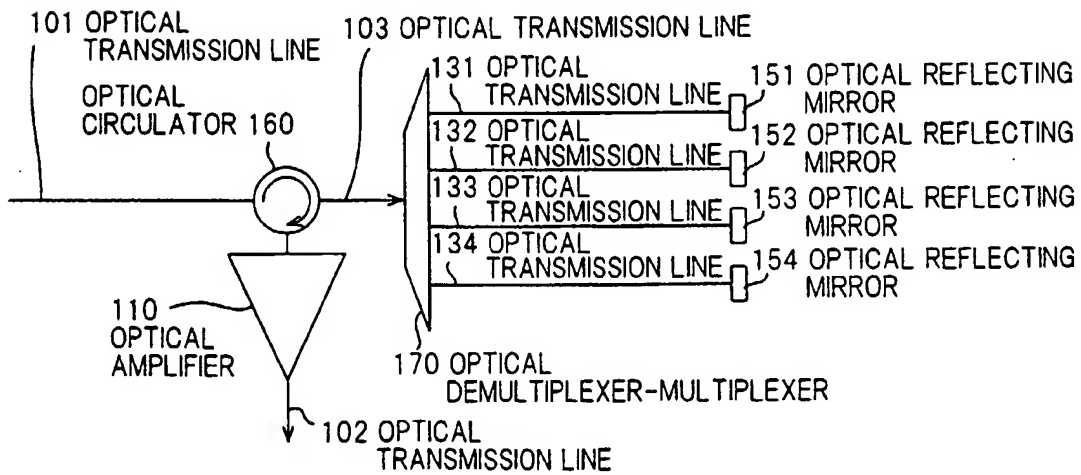 101 OPTICAL
TRANSMISSION LINE
103 OPTICAL TRANSMISSION LINE
OPTICAL
CIRCULATOR 160
131 OPTICAL
TRANSMISSION LINE
151 OPTICAL REFLECTING
MIRROR
132 OPTICAL
TRANSMISSION LINE
152 OPTICAL REFLECTING
MIRROR
133 OPTICAL
TRANSMISSION LINE
153 OPTICAL REFLECTING
MIRROR
134 OPTICAL
TRANSMISSION LINE
154 OPTICAL REFLECTING
MIRROR
110
OPTICAL
AMPLIFIER
170 OPTICAL
DEMULTIPLEXER-MULTIPLEXER
102 OPTICAL
TRANSMISSION LINE